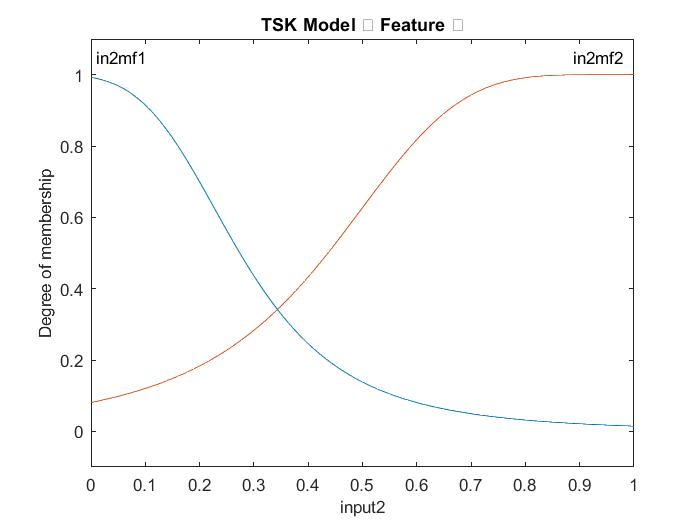 TSK Model Feature
in2mf1 in2mf2
1
0.8
0.6
0.4
0.2
0
Degree of membership
0 0.1 0.2 0.3 0.4 0.5 0.6 0.7 0.8 0.9 1
input2